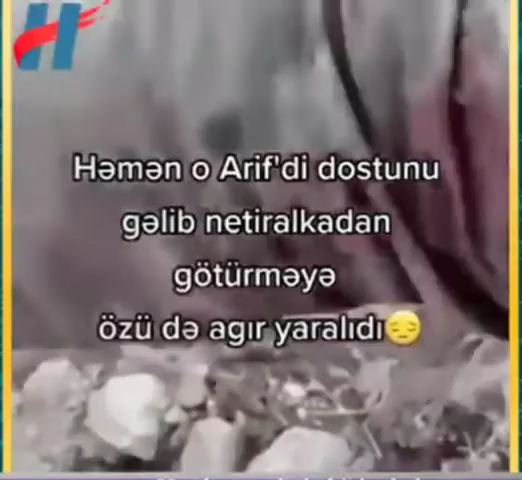 Həmən o Arif'di dostunu
gəlib netiralkadan
götürməyə
özü də agır yaralıdı😔